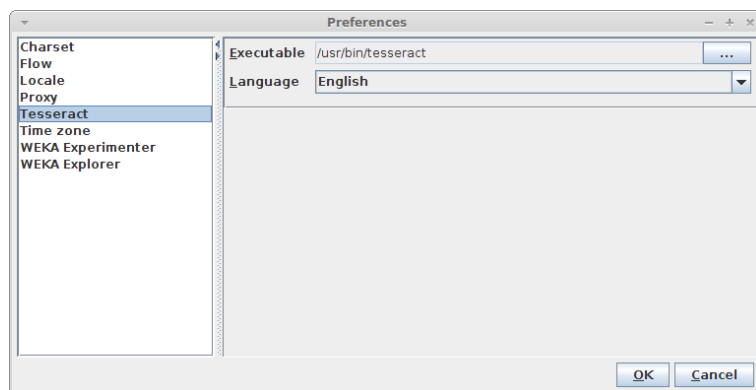 Preferences
Charset
Flow
Locale
Proxy
Tesseract
Time zone
WEKA Experimenter
WEKA Explorer
Executable /usr/bin/tesseract ...
Language English
OK Cancel